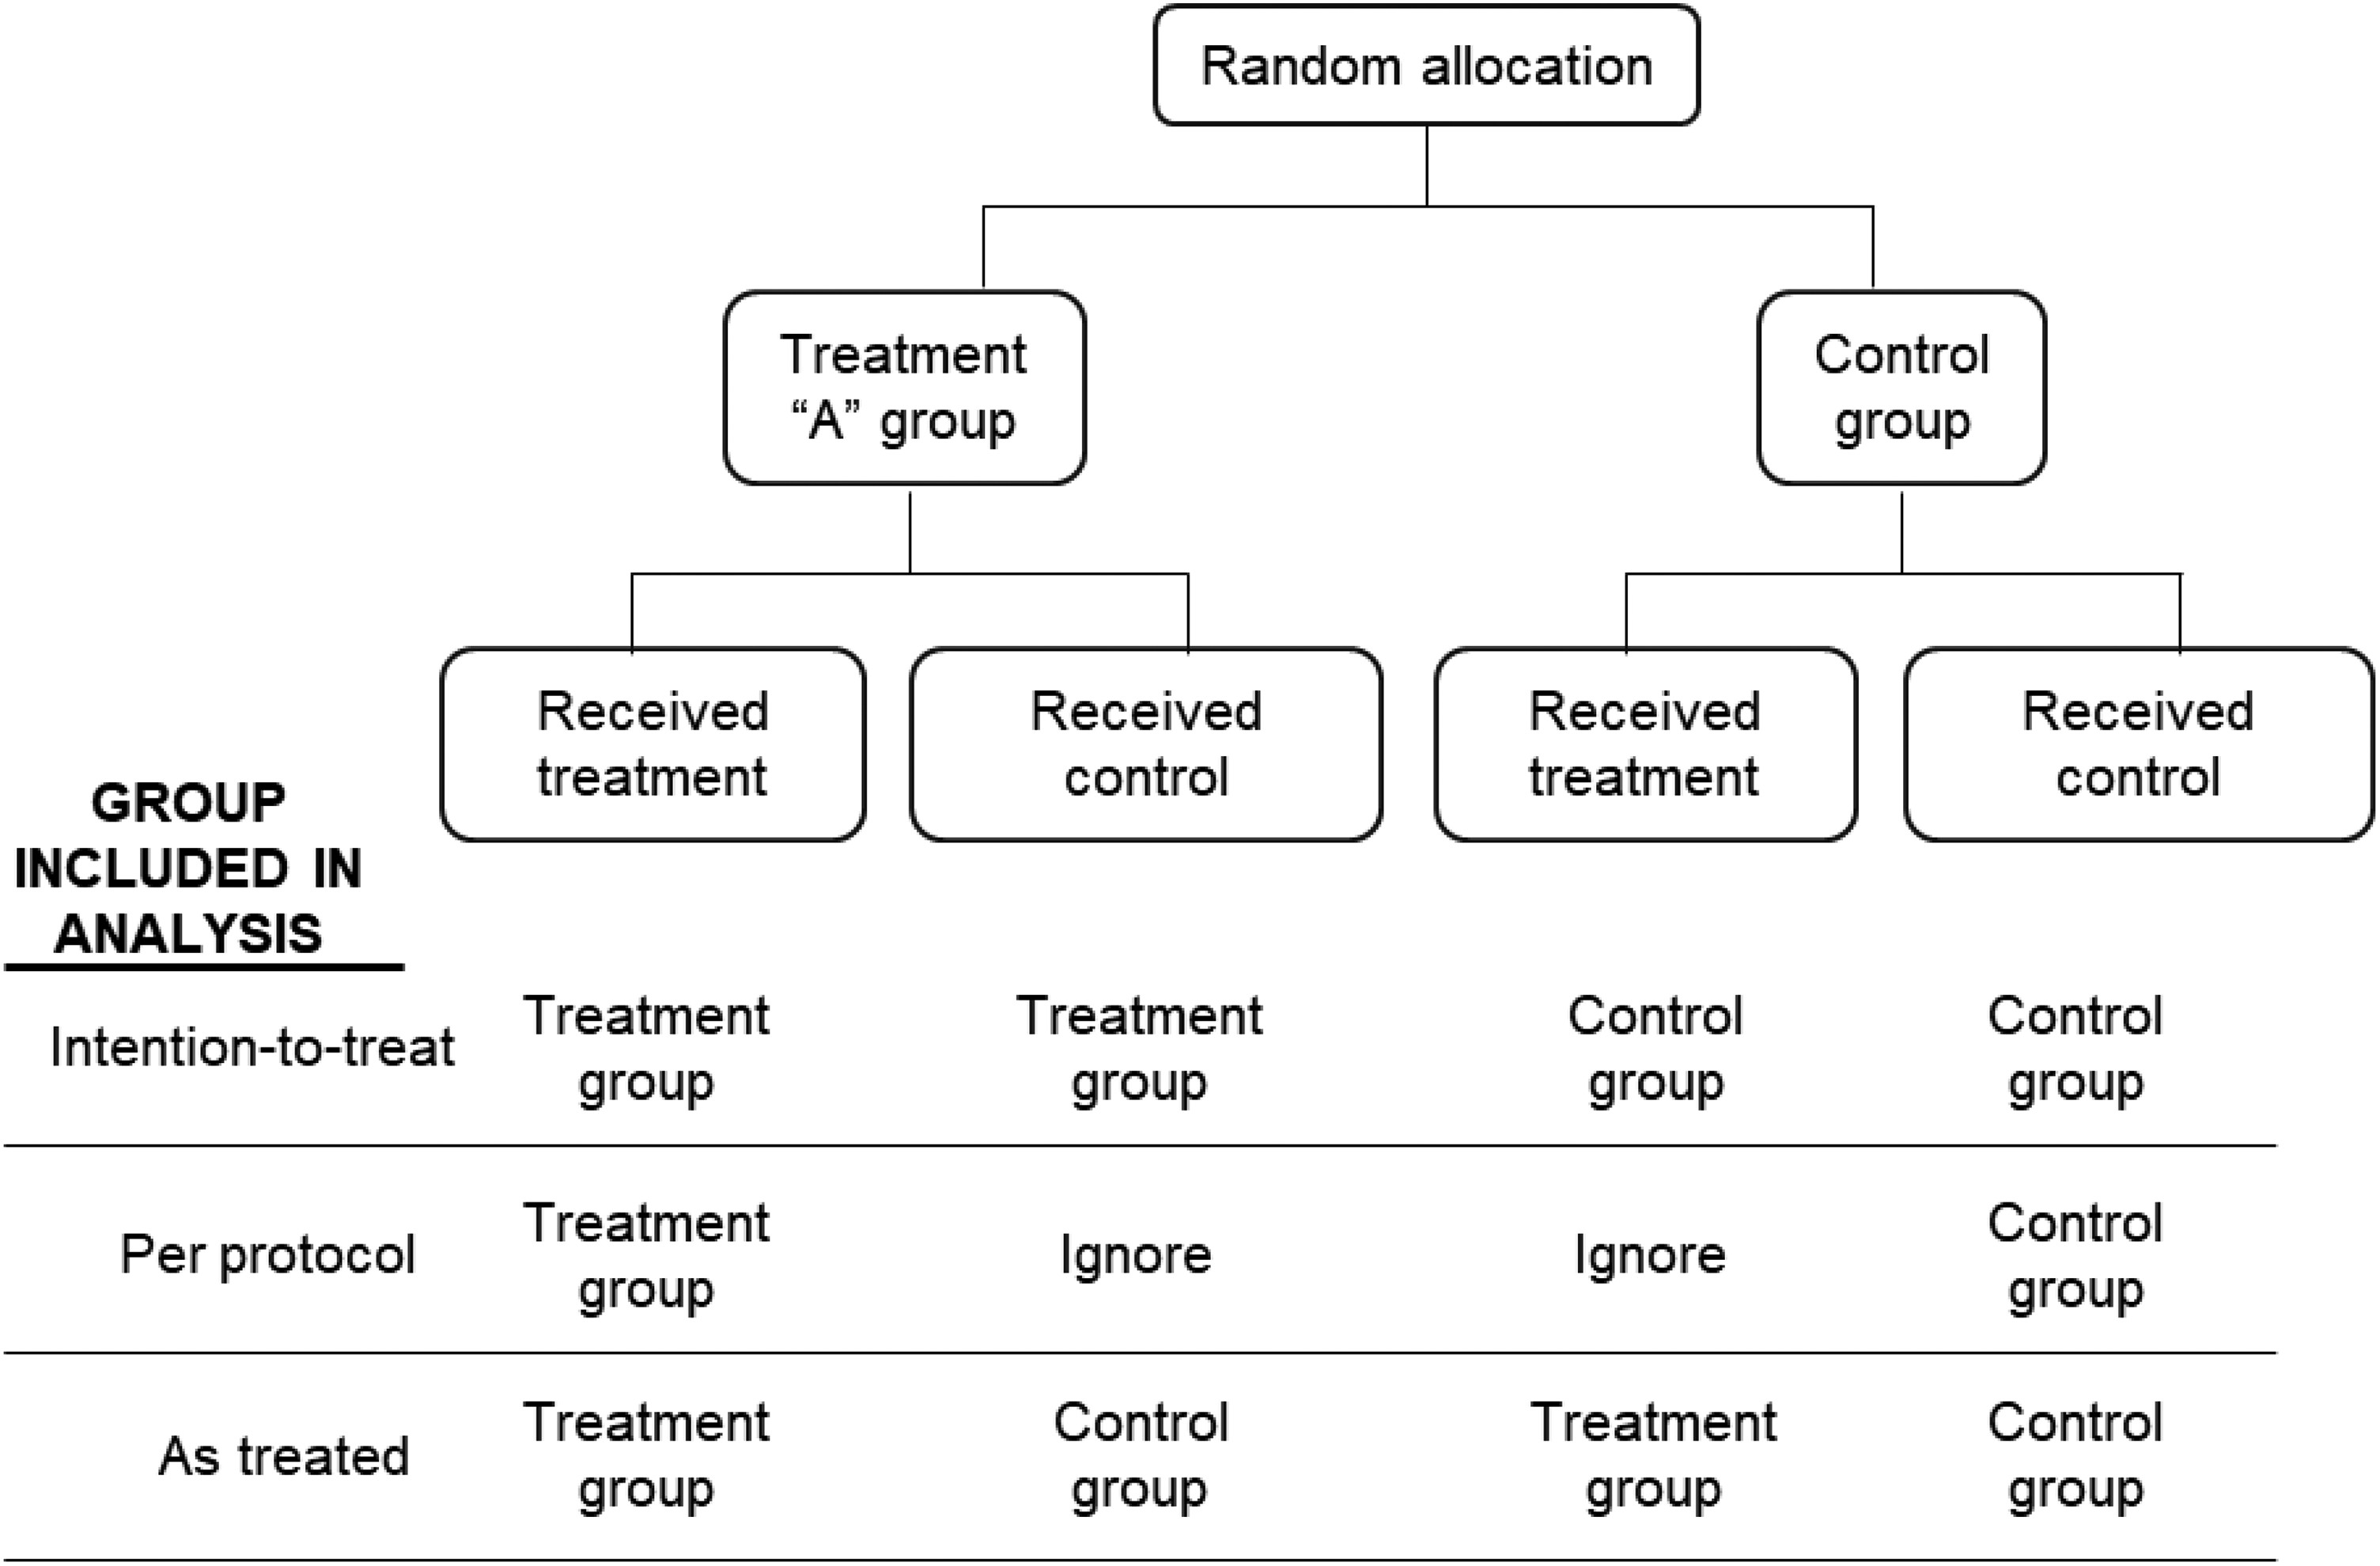 Random allocation
Treatment
“A” group
Control
group
Received
treatment
Received
control
Received
treatment
Received
control
GROUP
INCLUDED IN
ANALYSIS
Intention-to-treat
Treatment
group
Treatment
group
Control
group
Control
group
Per protocol
Treatment
group
Ignore
Ignore
Control
group
As treated
Treatment
group
Control
group
Treatment
group
Control
group